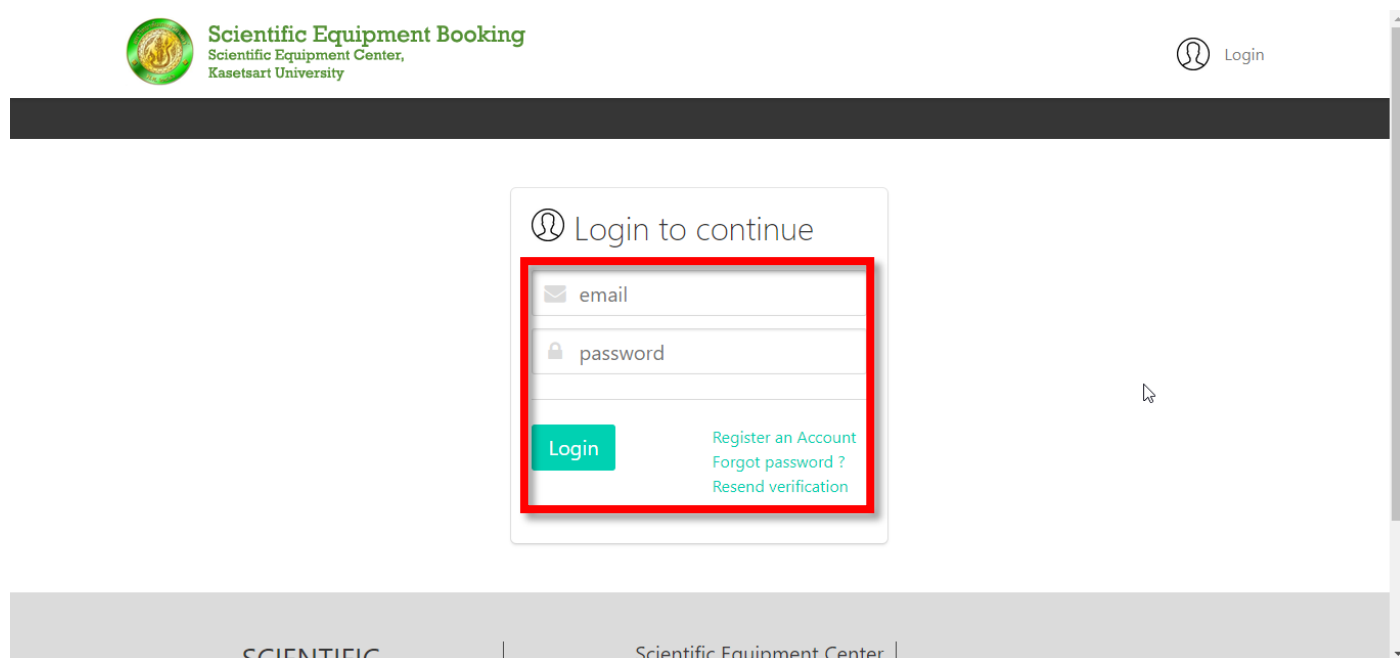 Scientific Equipment Booking
Scientific Equipment Center,
Kasetsart University
Login
Login to continue
email
password
Login
Register an Account
Forgot password ?
Resend verification
SCIENTIFIC
Scientific Equipment Center